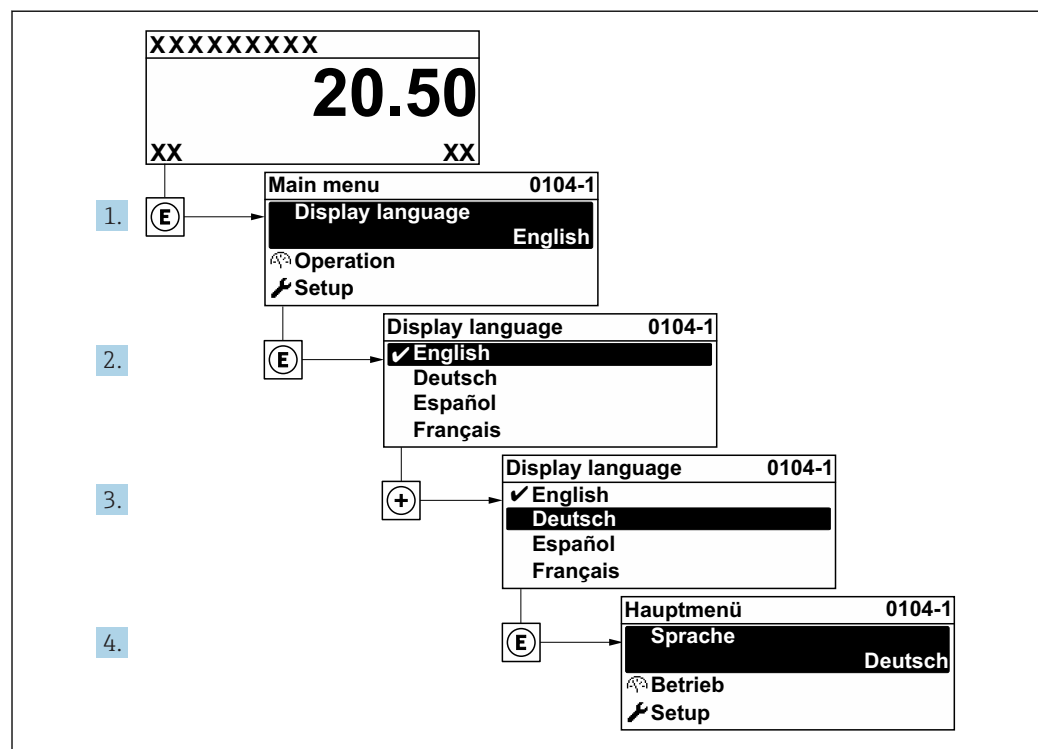 XXXXXXXXX
20.50
XX XX
1.
E
Main menu 0104-1
Display language
English
Operation
Setup
2.
E
Display language 0104-1
✔ English
Deutsch
Español
Français
3.
+
Display language 0104-1
✔ English
Deutsch
Español
Français
4.
E
Hauptmenü 0104-1
Sprache
Deutsch
Betrieb
Setup